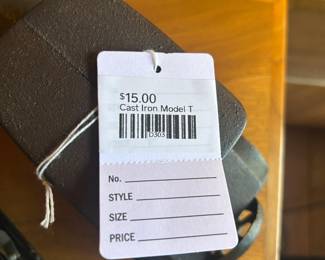 $15.00
Cast Iron Model T
D303
No.
STYLE
SIZE
PRICE